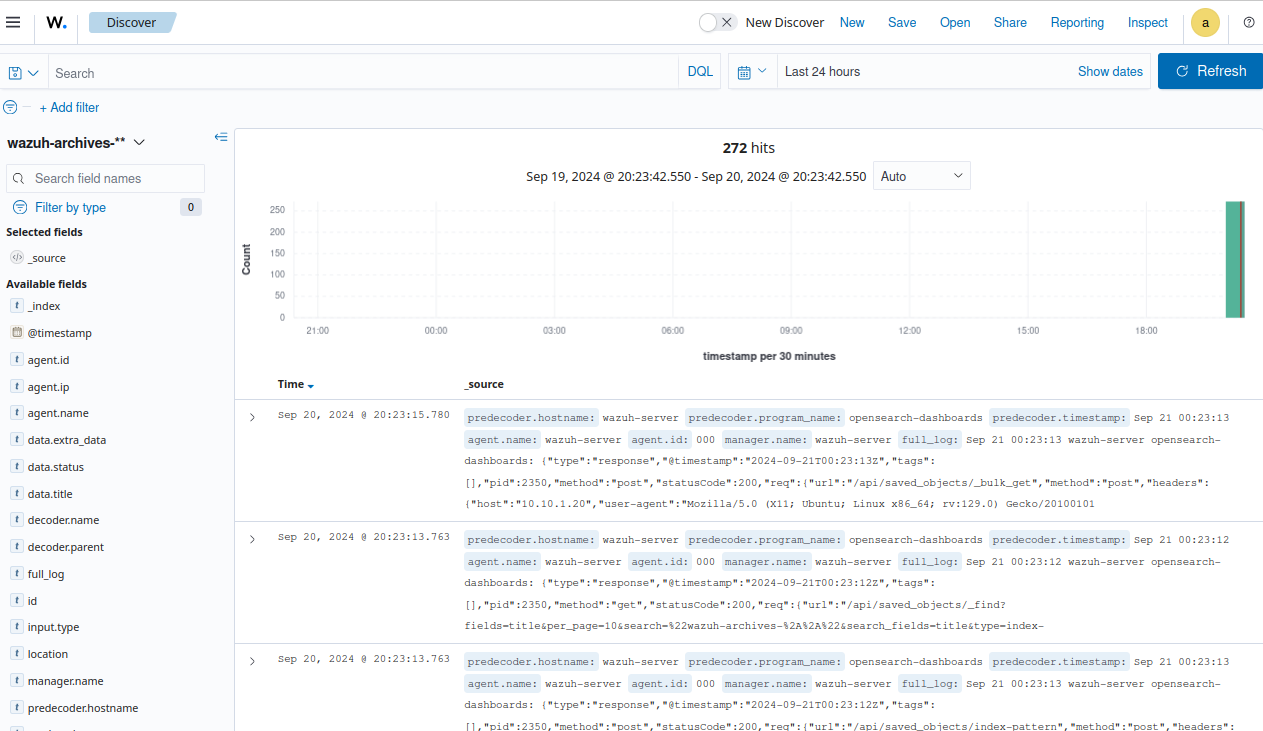 W. Discover New Discover New Save Open Share Reporting Inspect a
Search DQL Last 24 hours Show dates Refresh
+ Add filter
wazuh-archives-**
Search field names
Filter by type 0
Selected fields
_source
Available fields
t _index
@timestamp
t agent.id
t agent.ip
t agent.name
t data.extra_data
t data.status
t data.title
t decoder.name
t decoder.parent
t full_log
t id
t input.type
t location
t manager.name
t predecoder.hostname
272 hits
Sep 19, 2024 @ 20:23:42.550 - Sep 20, 2024 @ 20:23:42.550 Auto
Count
250
200
150
100
50
0
21:00 00:00 03:00 06:00 09:00 12:00 15:00 18:00
timestamp per 30 minutes
Time _source
Sep 20, 2024 @ 20:23:15.780 predecoder.hostname: wazuh-server predecoder.program_name: opensearch-dashboards predecoder.timestamp: Sep 21 00:23:13
agent.name: wazuh-server agent.id: 000 manager.name: wazuh-server full_log: Sep 21 00:23:13 wazuh-server opensearch-
dashboards: {"type":"response","@timestamp":"2024-09-21T00:23:13Z","tags":
[],"pid":2350,"method":"post","statusCode":200,"req":{"url":"/api/saved_objects/_bulk_get","method":"post","headers":
{"host":"10.10.1.20","user-agent":"Mozilla/5.0 (X11; Ubuntu; Linux x86_64; rv:129.0) Gecko/20100101
Sep 20, 2024 @ 20:23:13.763 predecoder.hostname: wazuh-server predecoder.program_name: opensearch-dashboards predecoder.timestamp: Sep 21 00:23:12
agent.name: wazuh-server agent.id: 000 manager.name: wazuh-server full_log: Sep 21 00:23:12 wazuh-server opensearch-
dashboards: {"type":"response","@timestamp":"2024-09-21T00:23:12Z","tags":
[],"pid":2350,"method":"get","statusCode":200,"req":{"url":"/api/saved_objects/_find?
fields=title&per_page=10&search=%22wazuh-archives-%2A%2A%22&search_fields=title&type=index-
Sep 20, 2024 @ 20:23:13.763 predecoder.hostname: wazuh-server predecoder.program_name: opensearch-dashboards predecoder.timestamp: Sep 21 00:23:13
agent.name: wazuh-server agent.id: 000 manager.name: wazuh-server full_log: Sep 21 00:23:13 wazuh-server opensearch-
dashboards: {"type":"response","@timestamp":"2024-09-21T00:23:12Z","tags":
[],"pid":2350,"method":"post","statusCode":200,"req":{"url":"/api/saved_objects/index-pattern","method":"post","headers":